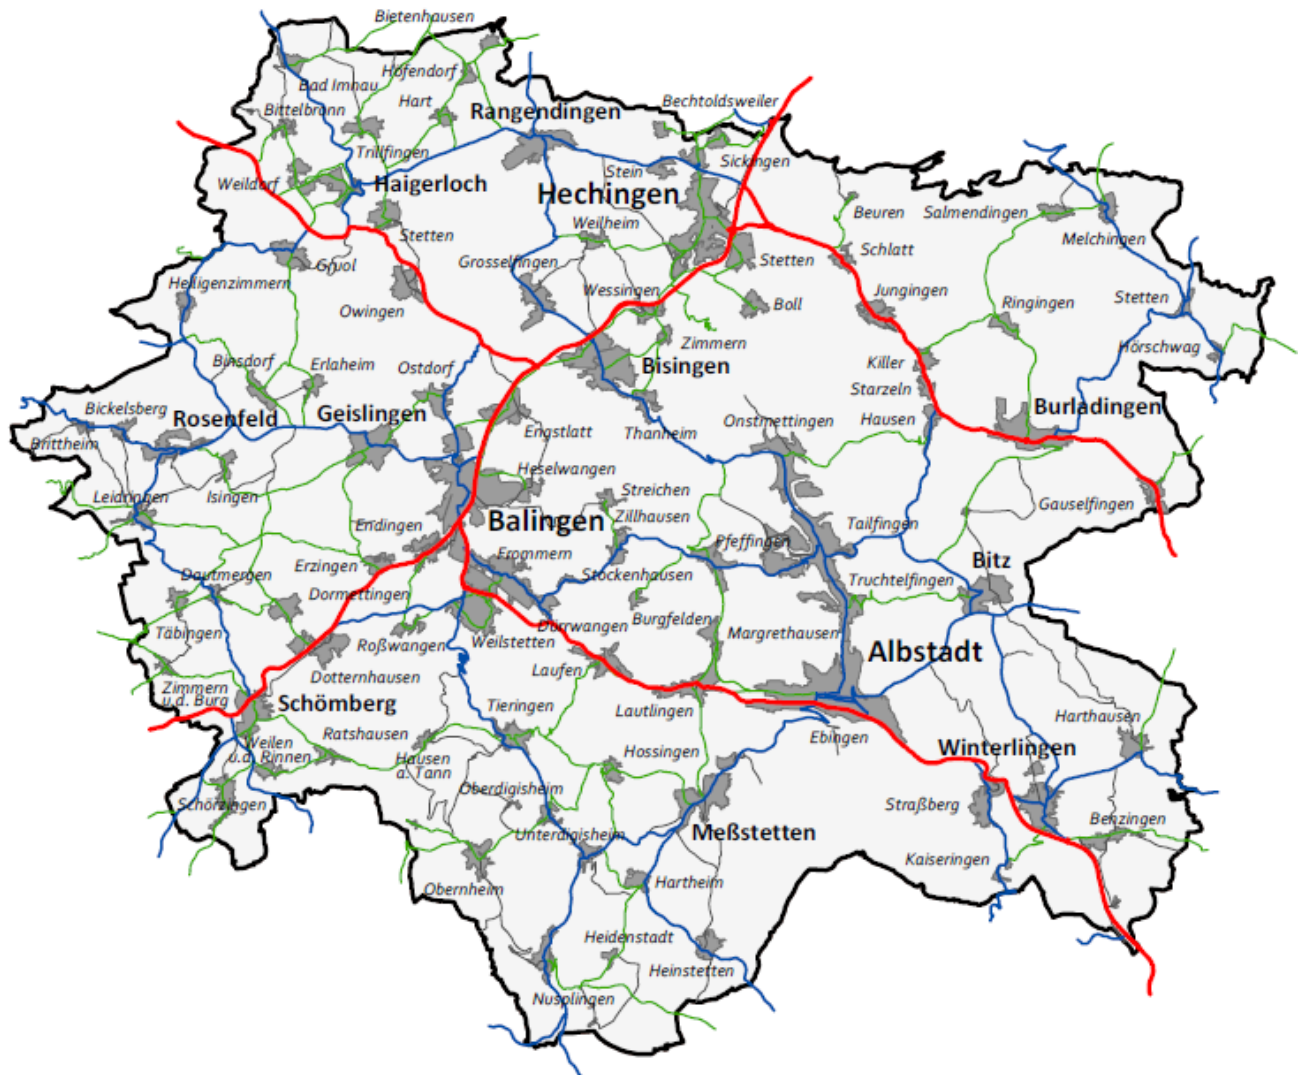 Bietenhausen
Höfendorf
Bad Imnau
Hart
Bittelbronn
Rangendingen
Bechtoldsweiler
Trillfingen
Sickingen
Stein
Weildorf
Haigerloch
Hechingen
Beuren
Salmendingen
Weilheim
Stetten
Melchingen
Schlatt
Gruol
Grosselfingen
Stetten
Heiligenzimmern
Wessingen
Jungingen
Stetten
Boll
Ringingen
Owingen
Zimmern
Hörschwag
Binsdorf
Erlaheim
Ostdorf
Bisingen
Killer
Starzeln
Bickelsberg
Rosenfeld
Geislingen
Burladingen
Onstmettingen
Hausen
Engstlatt
Thanheim
Brittheim
Heselwangen
Leidringen
Isingen
Streichen
Gauselfingen
Zillhausen
Endingen
Balingen
Tailfingen
Pfeffingen
Frommern
Erzingen
Bitz
Dautmergen
Stockenhausen
Truchtelfingen
Dormettingen
Täbingen
Dürrwangen
Burgfelden
Margrethausen
Roßwangen
Weilstetten
Albstadt
Laufen
Dotternhausen
Zimmern
u.d. Burg
Schömberg
Tieringen
Lautlingen
Harthausen
Ratshausen
Ebingen
Weilen
u.d. Rinnen
Hausen
a. Tann
Hossingen
Winterlingen
Oberdigisheim
Schörzingen
Straßberg
Benzingen
Unterdigisheim
Meßstetten
Kaiseringen
Obernheim
Hartheim
Heidenstadt
Heinstetten
Nusplingen